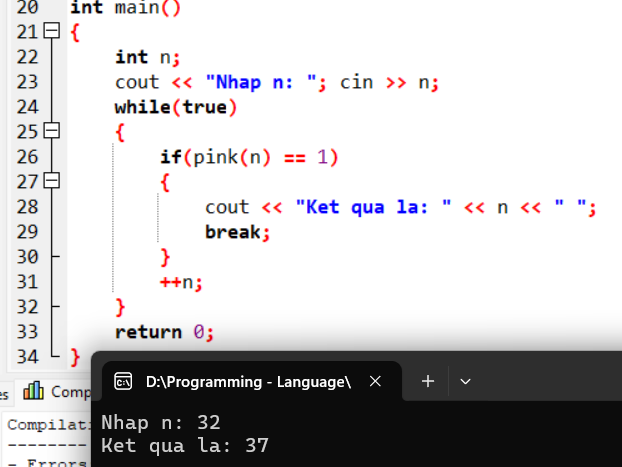 20 int main()
21 {
22 int n;
23 cout << "Nhap n: "; cin >> n;
24 while(true)
25 {
26 if(pink(n) == 1)
27 {
28 cout << "Ket qua la: " << n << " ";
29 break;
30 }
31 ++n;
32 }
33 return 0;
34 }
es Comp
D:\Programming - Language\
Compilat
--------
- Errors
Nhap n: 32
Ket qua la: 37